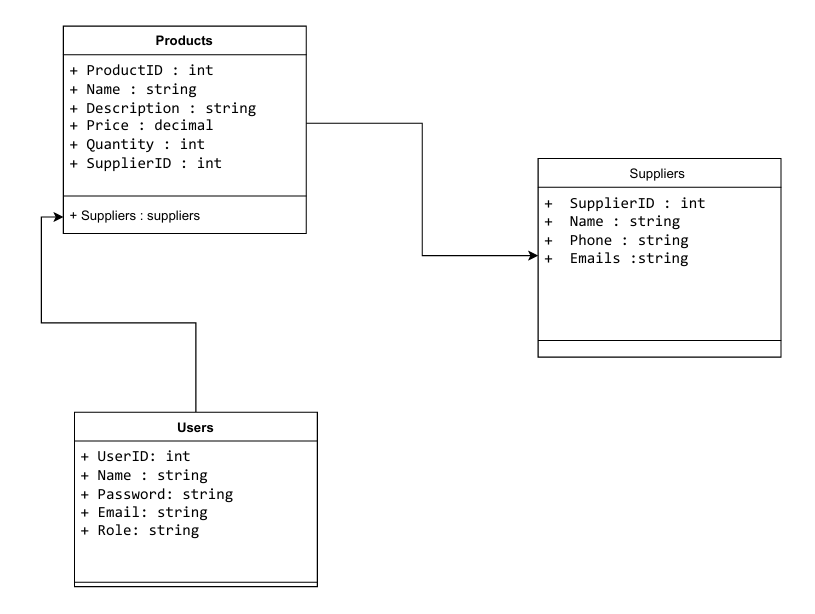 Products
+ ProductID : int
+ Name : string
+ Description : string
+ Price : decimal
+ Quantity : int
+ SupplierID : int
+ Suppliers : suppliers
Suppliers
+ SupplierID : int
+ Name : string
+ Phone : string
+ Emails :string
Users
+ UserID: int
+ Name : string
+ Password: string
+ Email: string
+ Role: string